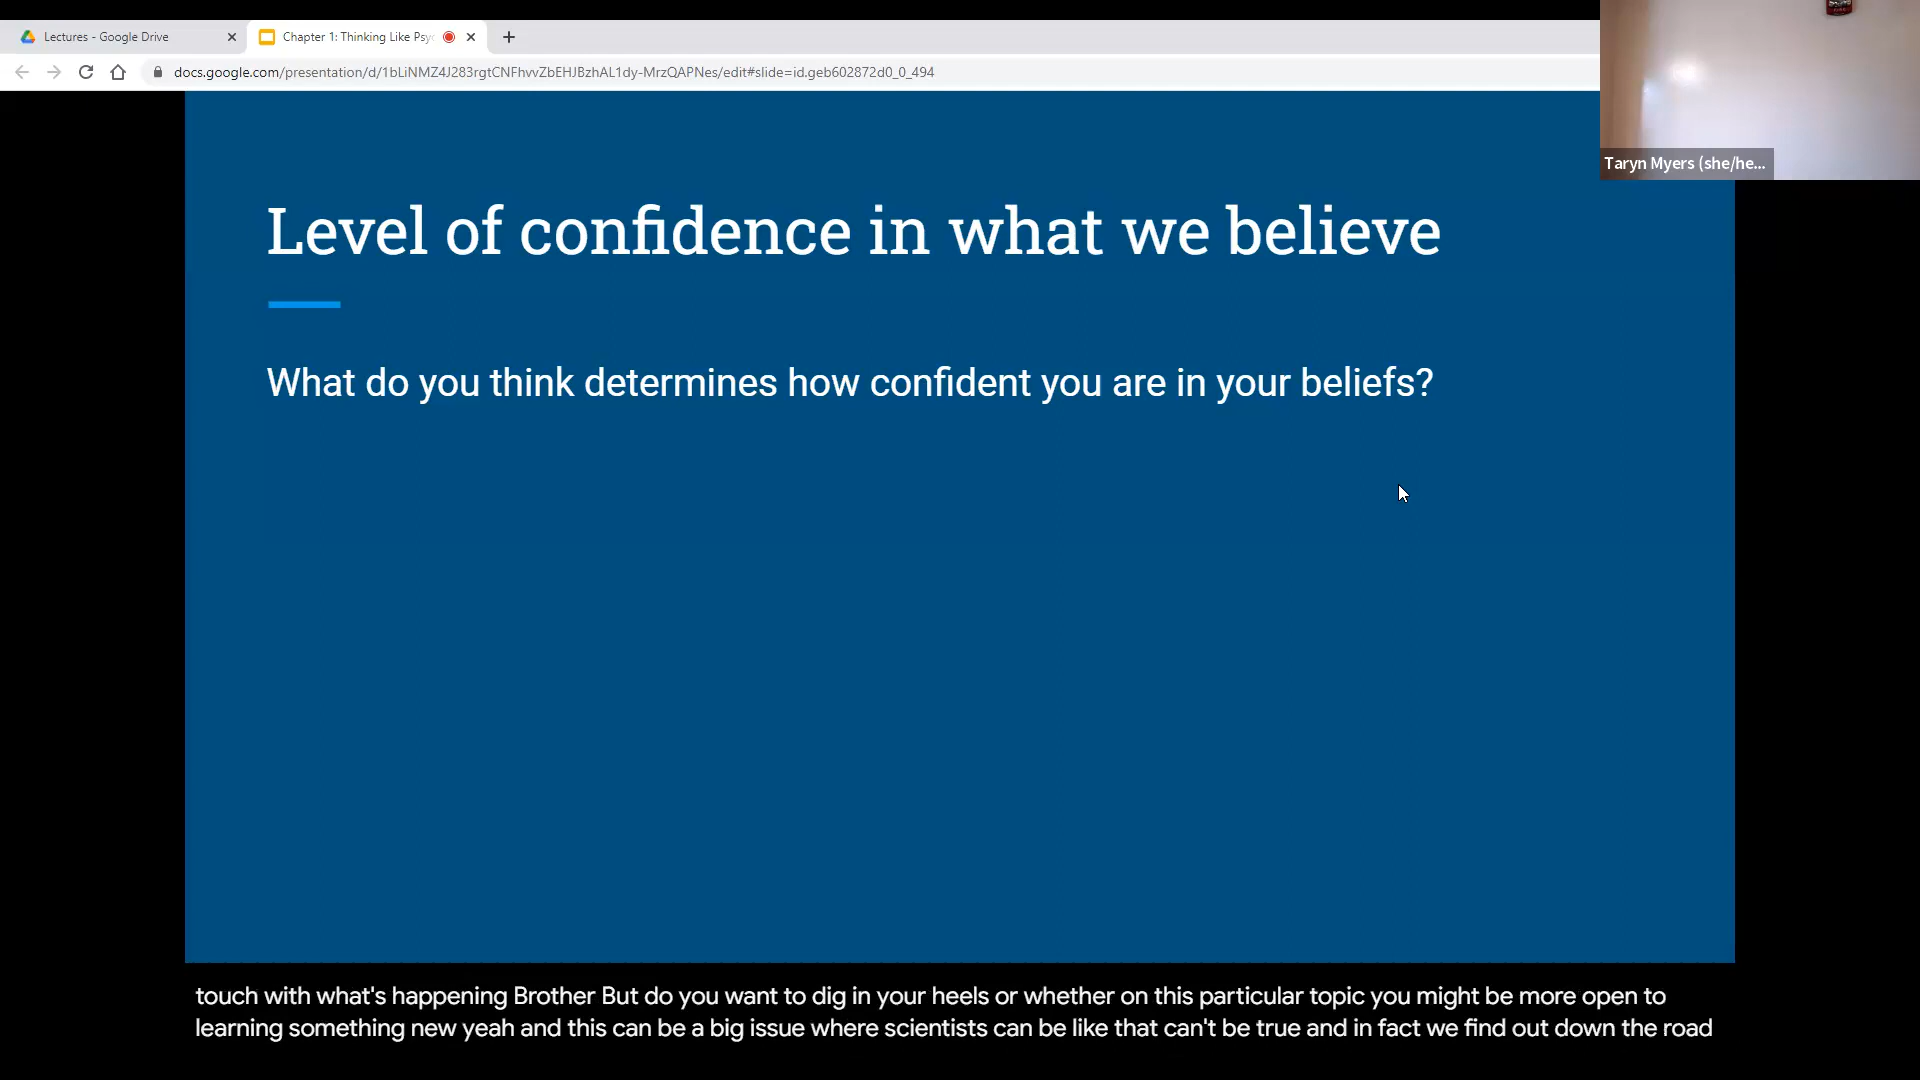 Lectures - Google Drive
Chapter 1: Thinking Like Psy
docs.google.com/presentation/d/1bLiNMZ4J283rgtCNFhvvZbEHJBzhAL1dy-MrzQAPNes/edit#slide=id.geb602872d0_0_494
Taryn Myers (she/he...
Level of confidence in what we believe
What do you think determines how confident you are in your beliefs?
touch with what's happening Brother But do you want to dig in your heels or whether on this particular topic you might be more open to
learning something new yeah and this can be a big issue where scientists can be like that can't be true and in fact we find out down the road